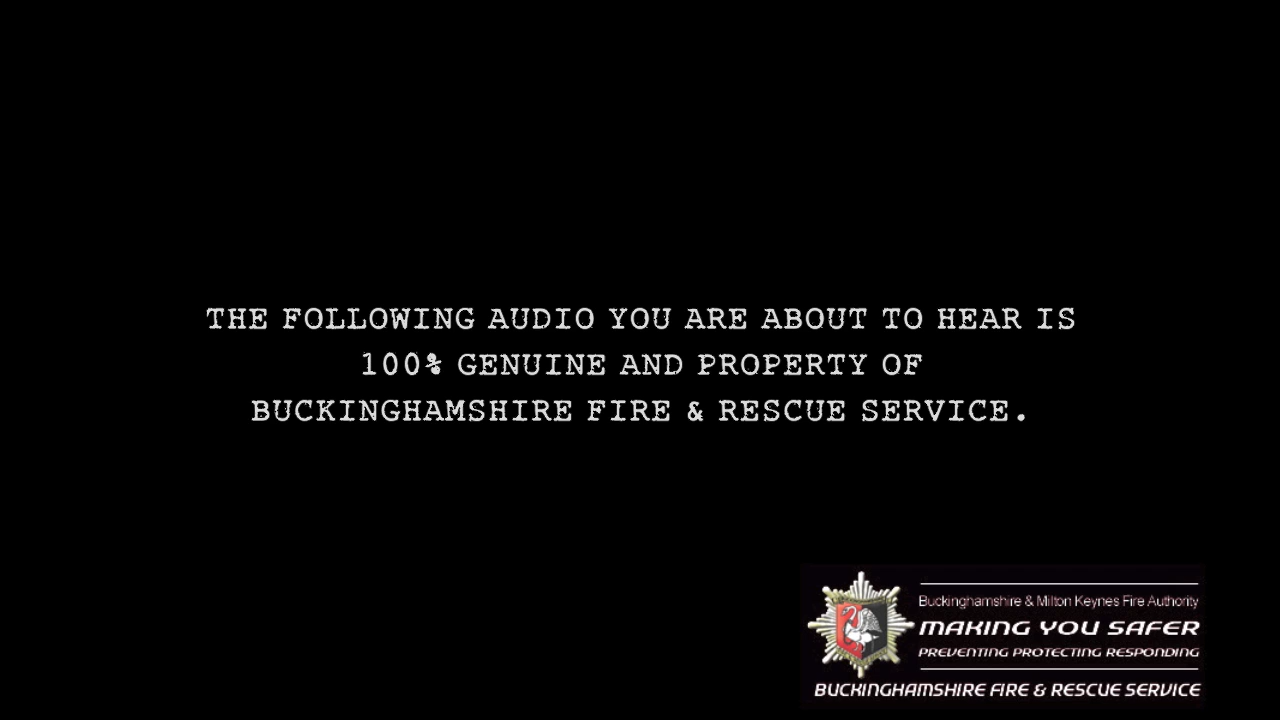 THE FOLLOWING AUDIO YOU ARE ABOUT TO HEAR IS
100% GENUINE AND PROPERTY OF
BUCKINGHAMSHIRE FIRE & RESCUE SERVICE.
Buckinghamshire & Milton Keynes Fire Authority
MAKING YOU SAFER
PREVENTING PROTECTING RESPONDING
BUCKINGHAMSHIRE FIRE & RESCUE SERVICE